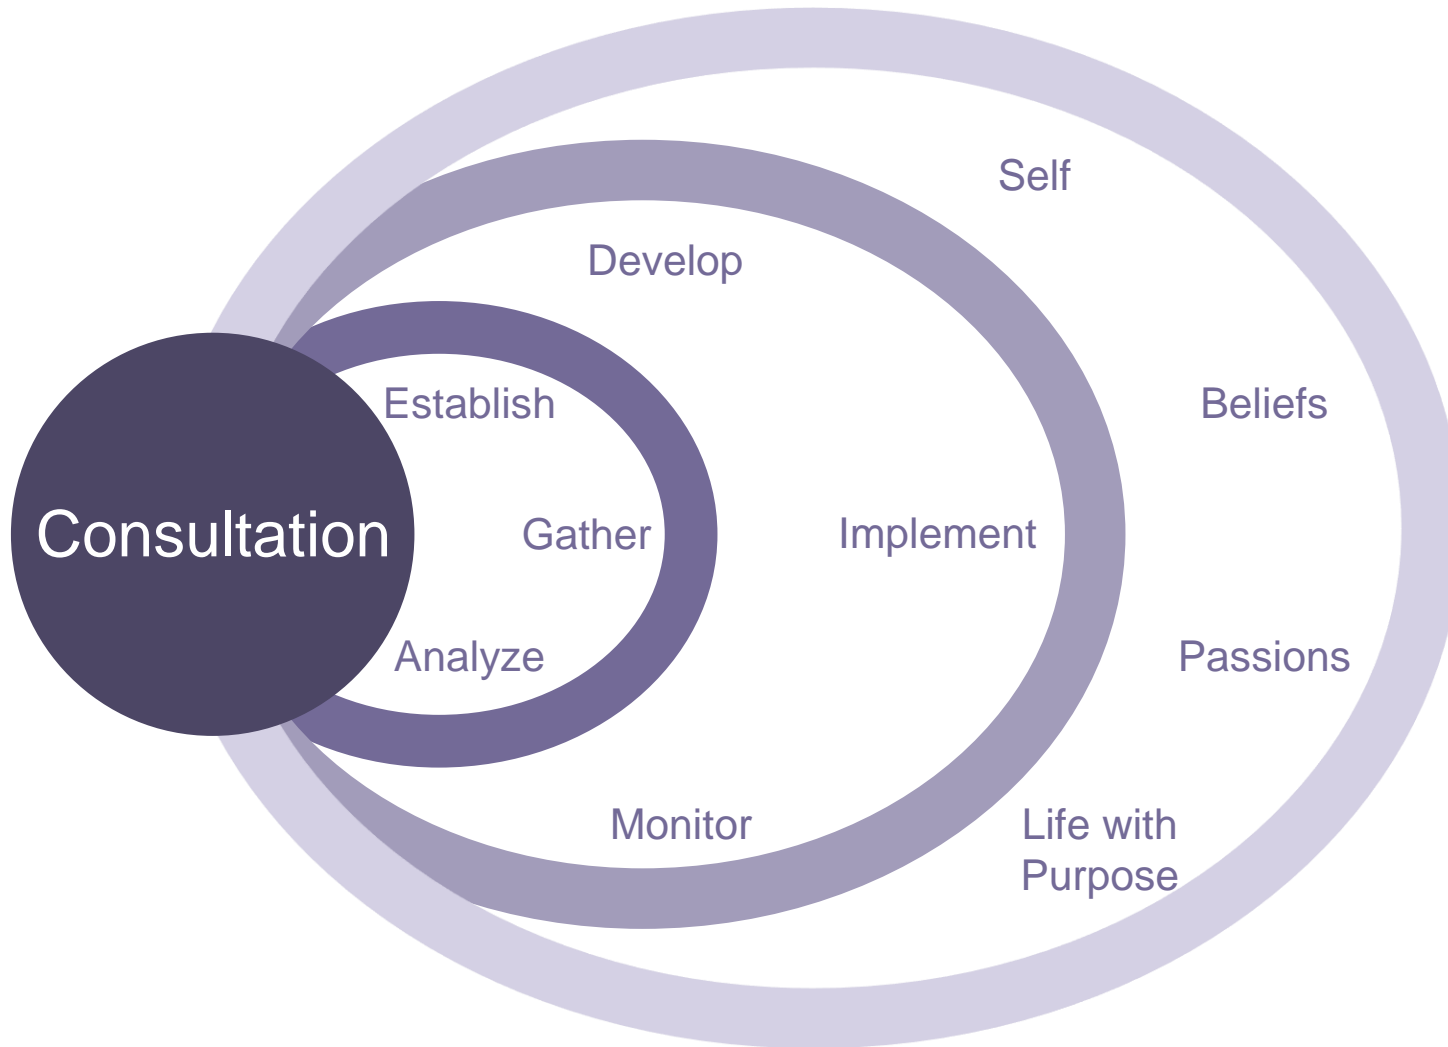 Self
Develop
Establish
Beliefs
Consultation
Gather
Implement
Analyze
Passions
Monitor
Life with
Purpose